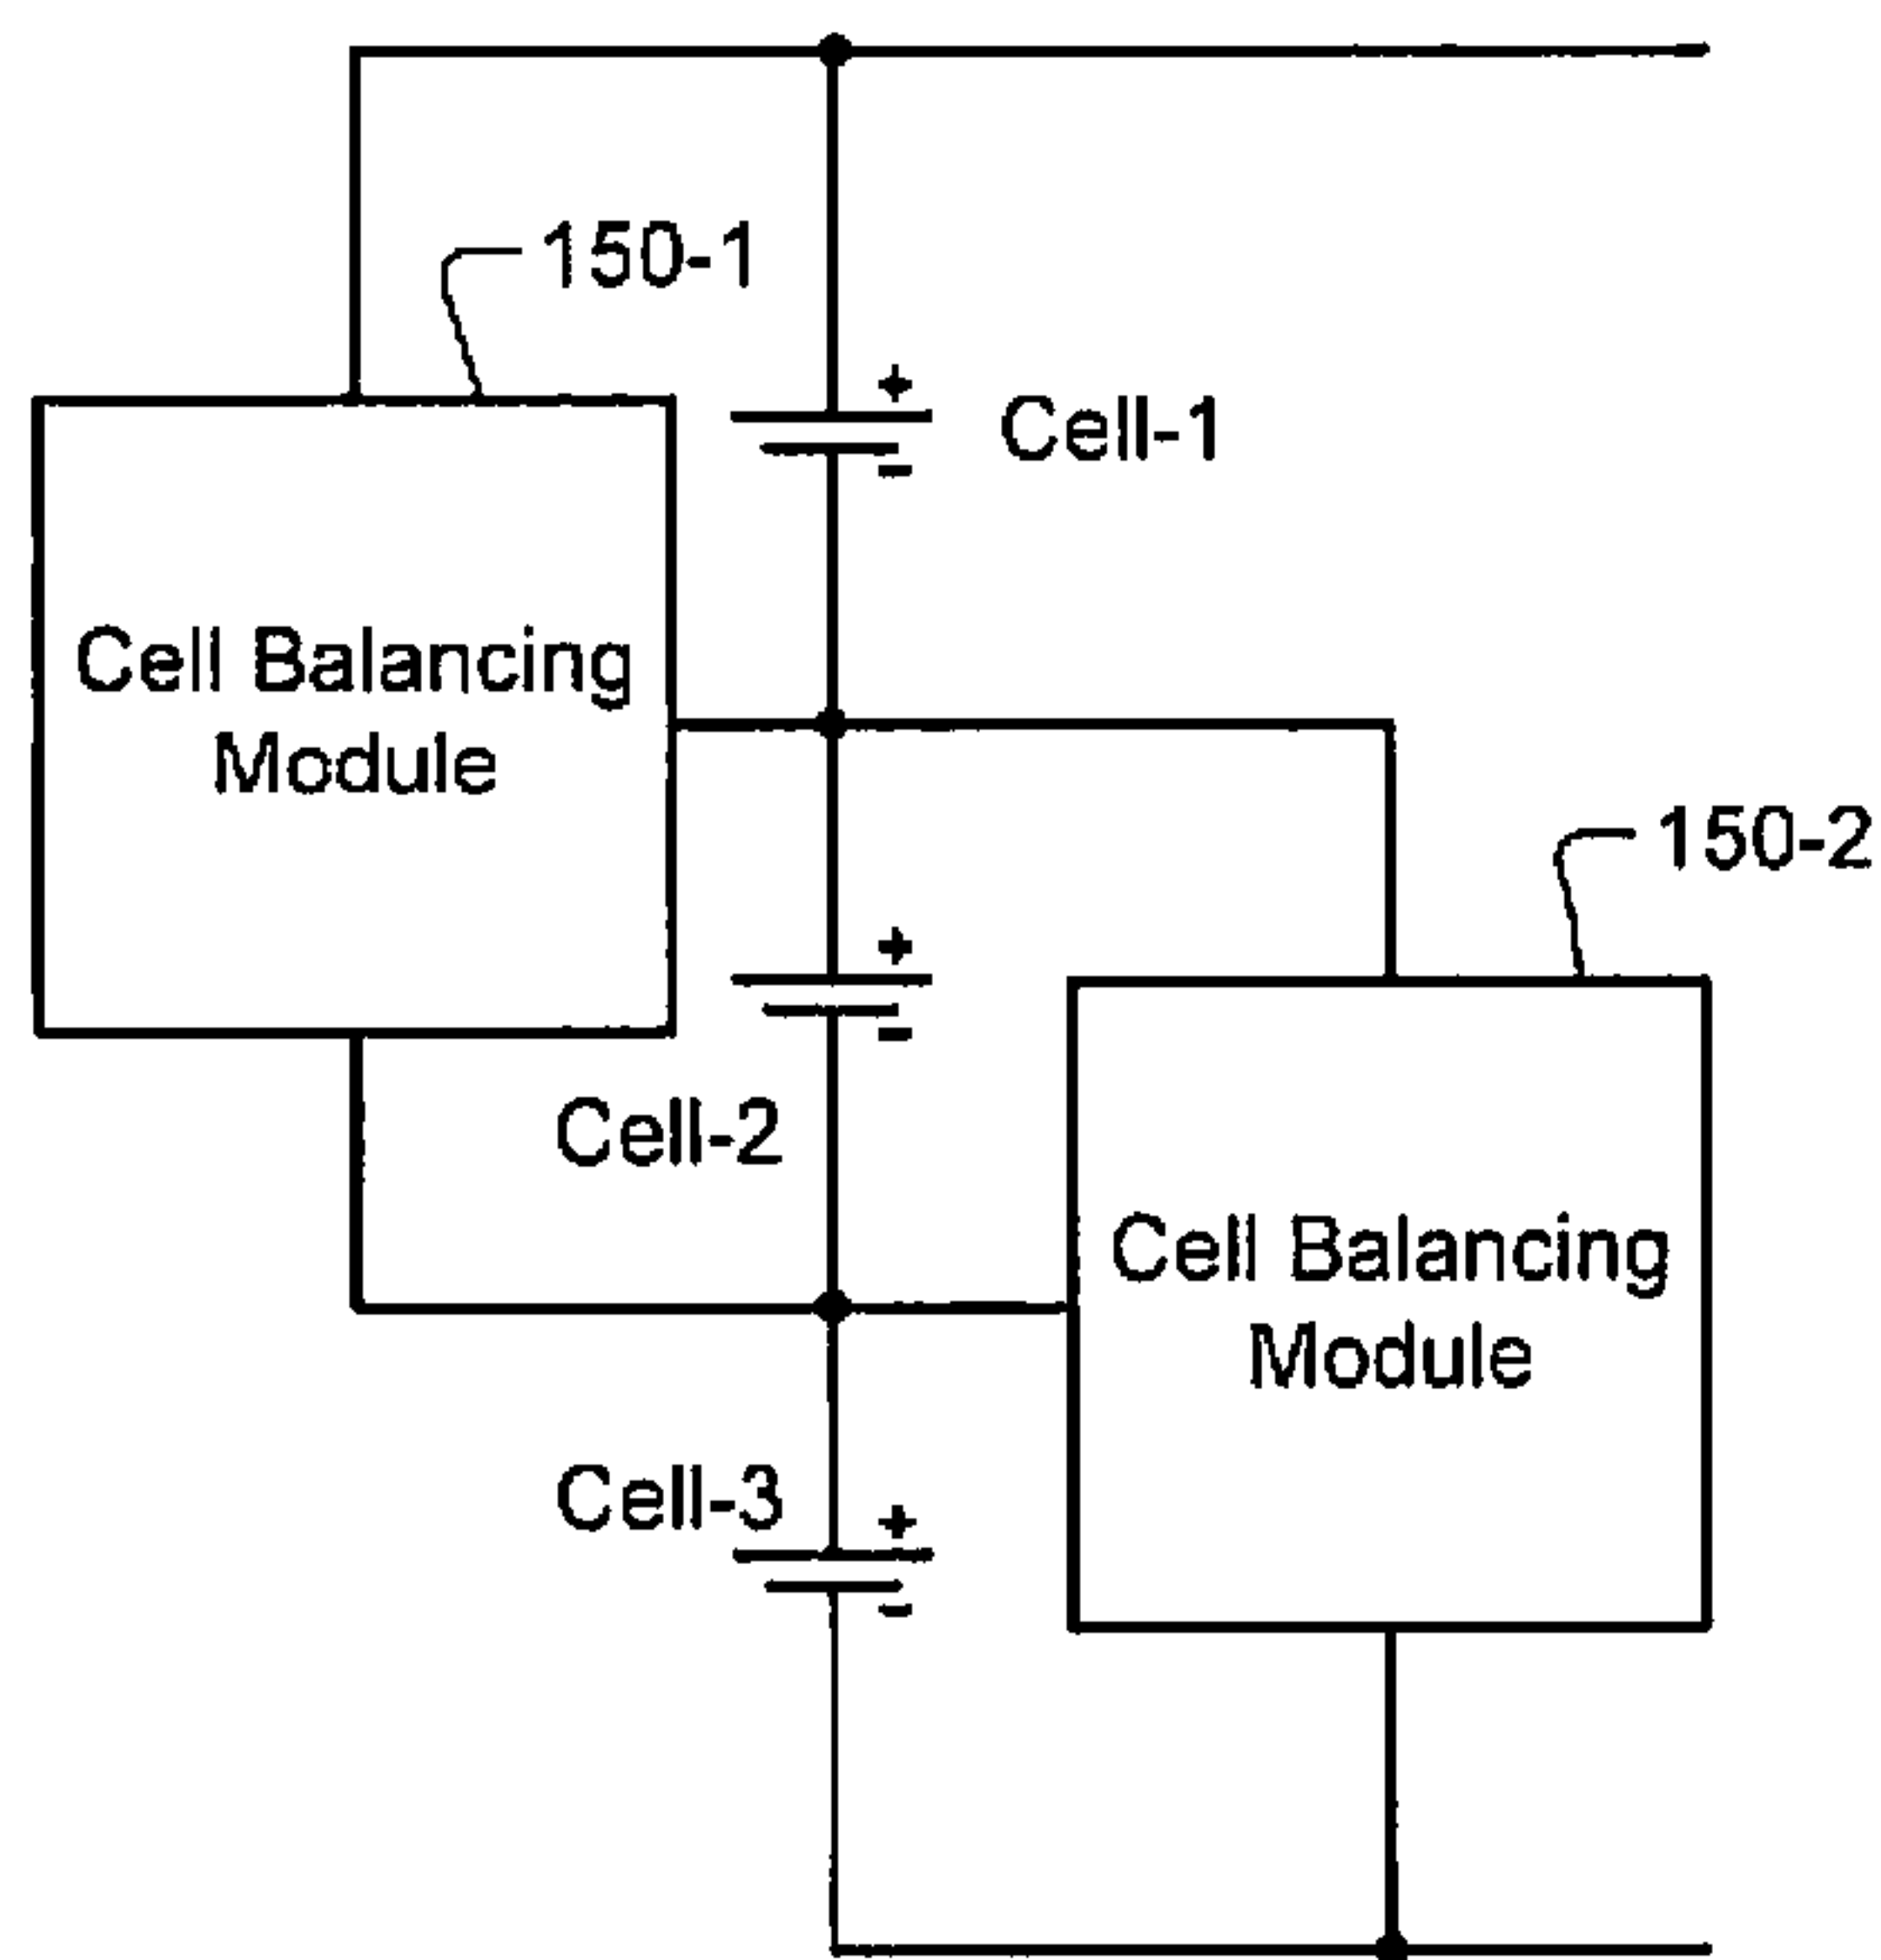 150-1
+
Cell-1
-
Cell Balancing
Module
150-2
+
-
Cell-2
Cell Balancing
Module
Cell-3
+
-